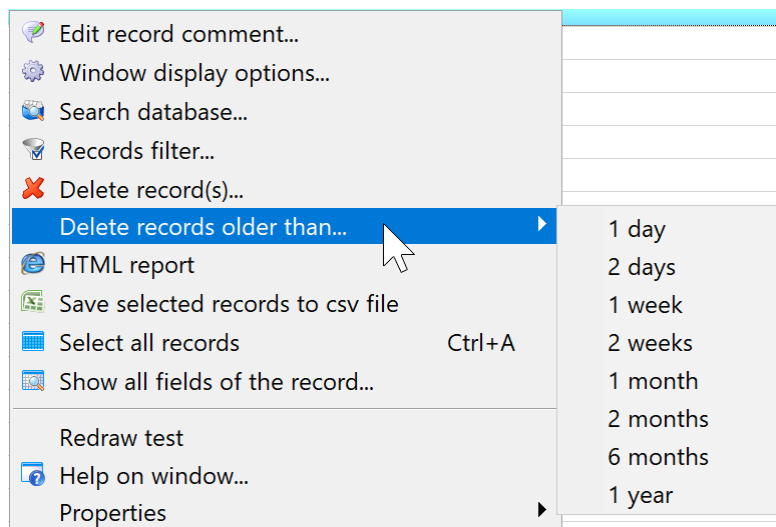 Edit record comment...
Window display options...
Search database...
Records filter...
Delete record(s)...
Delete records older than...
HTML report
Save selected records to csv file
Select all records Ctrl+A
Show all fields of the record...
Redraw test
Help on window...
Properties
1 day
2 days
1 week
2 weeks
1 month
2 months
6 months
1 year